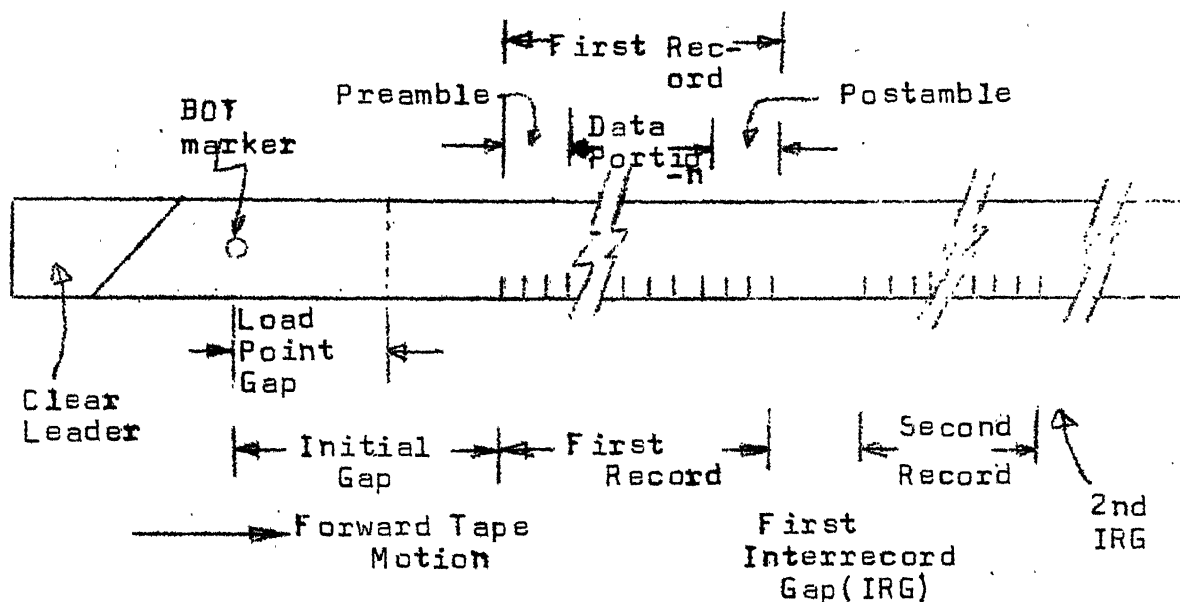 First Rec-
ord
Preamble
Postamble
BOT
marker
Data
Portio
-n
Load
Point
Gap
Clear
Leader
Initial
Gap
First
Record
Second
Record
2nd
IRG
Forward Tape
Motion
First
Interrecord
Gap(IRG)